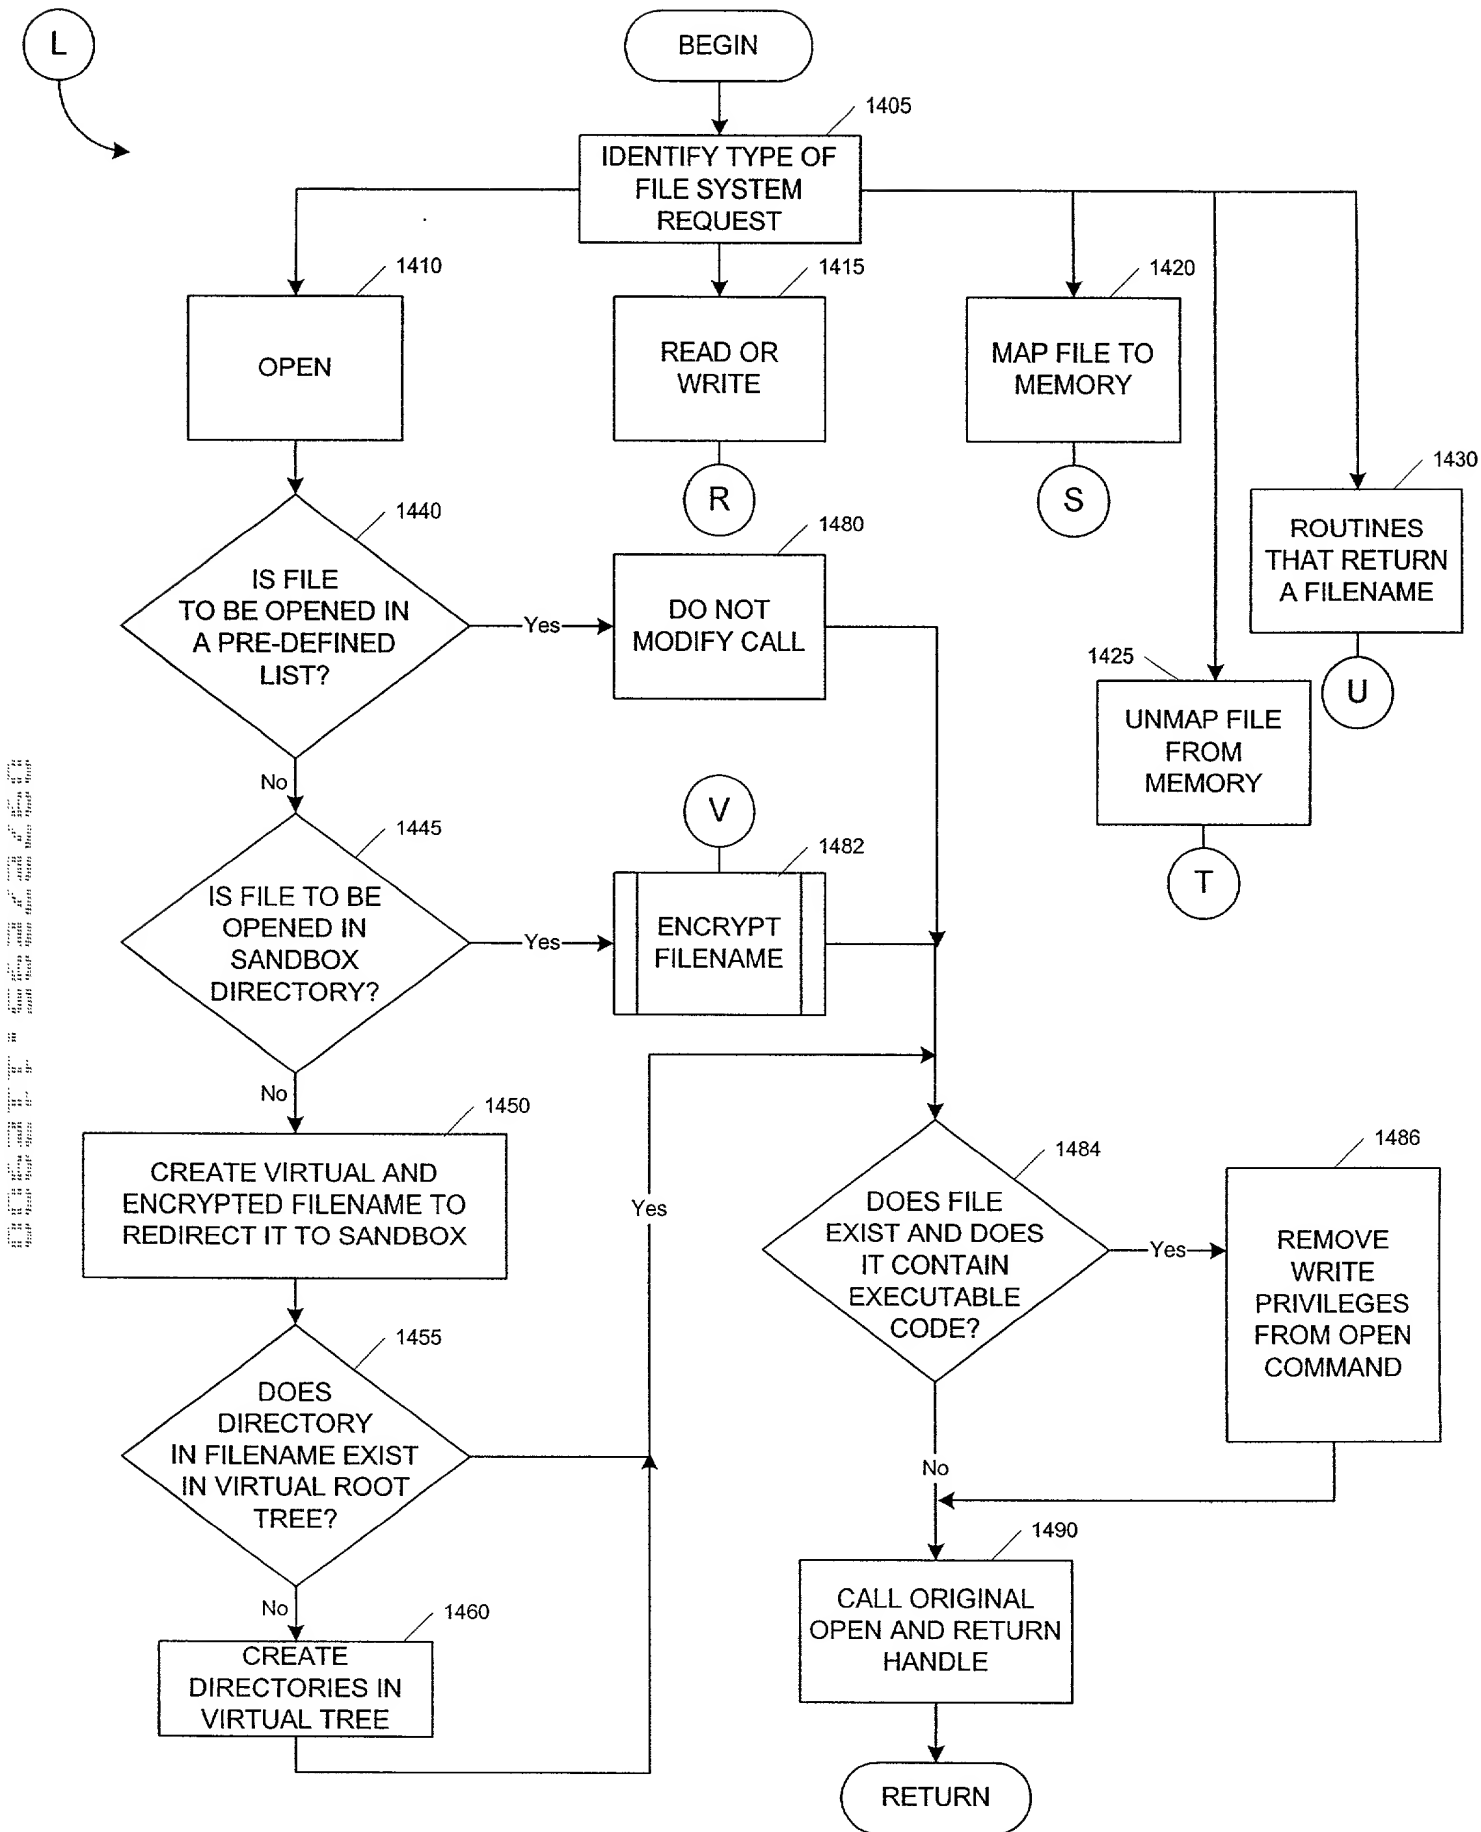 L
BEGIN
1405
IDENTIFY TYPE OF
FILE SYSTEM
REQUEST
1410
OPEN
1415
READ OR
WRITE
R
1420
MAP FILE TO
MEMORY
S
1430
ROUTINES
THAT RETURN
A FILENAME
U
1425
UNMAP FILE
FROM
MEMORY
T
1440
IS FILE
TO BE OPENED IN
A PRE-DEFINED
LIST?
Yes
1480
DO NOT
MODIFY CALL
No
1445
IS FILE TO BE
OPENED IN
SANDBOX
DIRECTORY?
Yes
V
1482
ENCRYPT
FILENAME
No
1450
CREATE VIRTUAL AND
ENCRYPTED FILENAME TO
REDIRECT IT TO SANDBOX
1455
DOES
DIRECTORY
IN FILENAME EXIST
IN VIRTUAL ROOT
TREE?
Yes
No
1460
CREATE
DIRECTORIES IN
VIRTUAL TREE
1484
DOES FILE
EXIST AND DOES
IT CONTAIN
EXECUTABLE
CODE?
Yes
1486
REMOVE
WRITE
PRIVILEGES
FROM OPEN
COMMAND
No
1490
CALL ORIGINAL
OPEN AND RETURN
HANDLE
RETURN